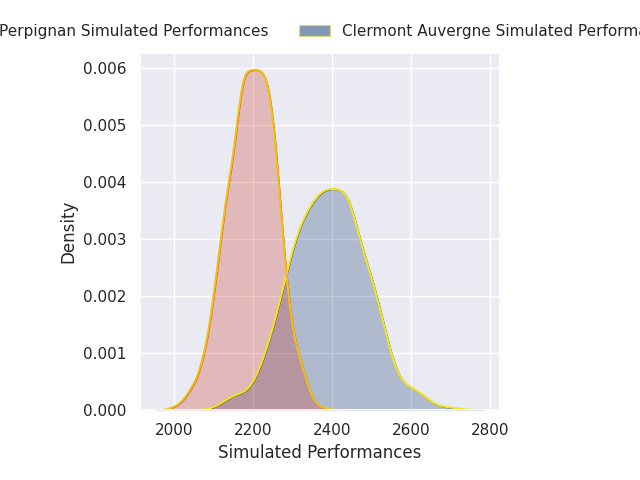 Perpignan Simulated Performances
Clermont Auvergne Simulated
0.006
0.005
0.004
0.003
0.002
0.001
0.000
Density
2000 2200 2400 2600 2800
Simulated Performances